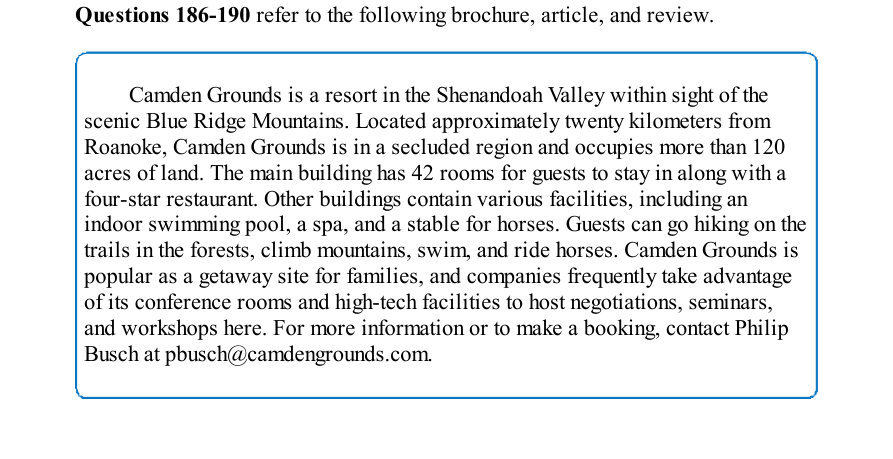 Questions 186-190 refer to the following brochure, article, and review.
Camden Grounds is a resort in the Shenandoah Valley within sight of the
scenic Blue Ridge Mountains. Located approximately twenty kilometers from
Roanoke, Camden Grounds is in a secluded region and occupies more than 120
acres of land. The main building has 42 rooms for guests to stay in along with a
four-star restaurant. Other buildings contain various facilities, including an
indoor swimming pool, a spa, and a stable for horses. Guests can go hiking on the
trails in the forests, climb mountains, swim, and ride horses. Camden Grounds is
popular as a getaway site for families, and companies frequently take advantage
of its conference rooms and high-tech facilities to host negotiations, seminars,
and workshops here. For more information or to make a booking, contact Philip
Busch at pbusch@camdengrounds.com.